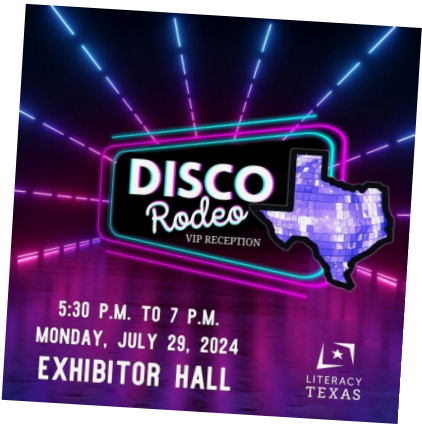 DISCO
Rodeo
VIP RECEPTION
5:30 P.M. TO 7 P.M.
MONDAY, JULY 29, 2024
EXHIBITOR HALL
LITERACY
TEXAS